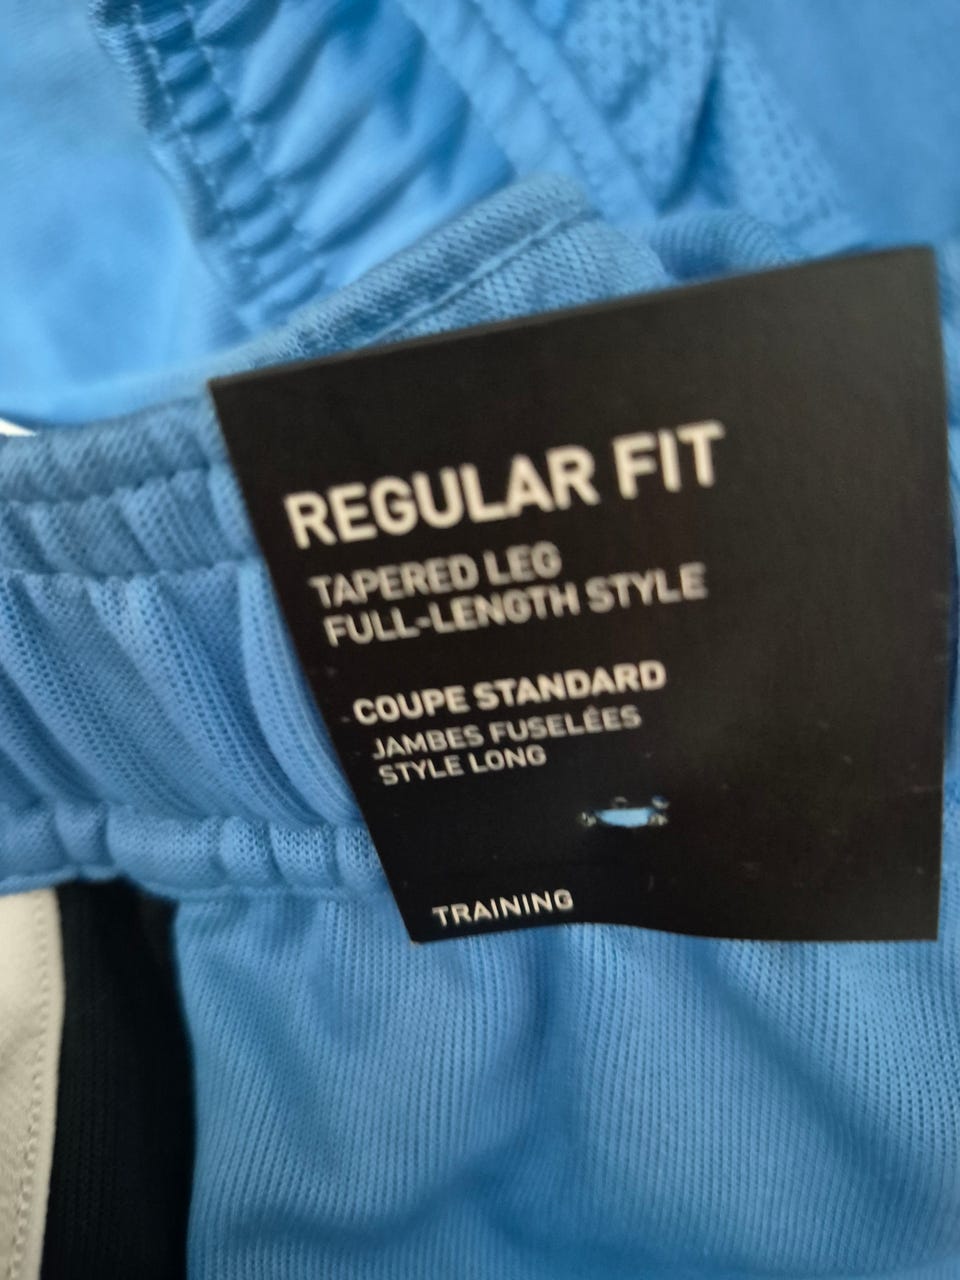 REGULAR FIT
TAPERED LEG
FULL-LENGTH STYLE
COUPE STANDARD
JAMBES FUSELÉES
STYLE LONG
TRAINING